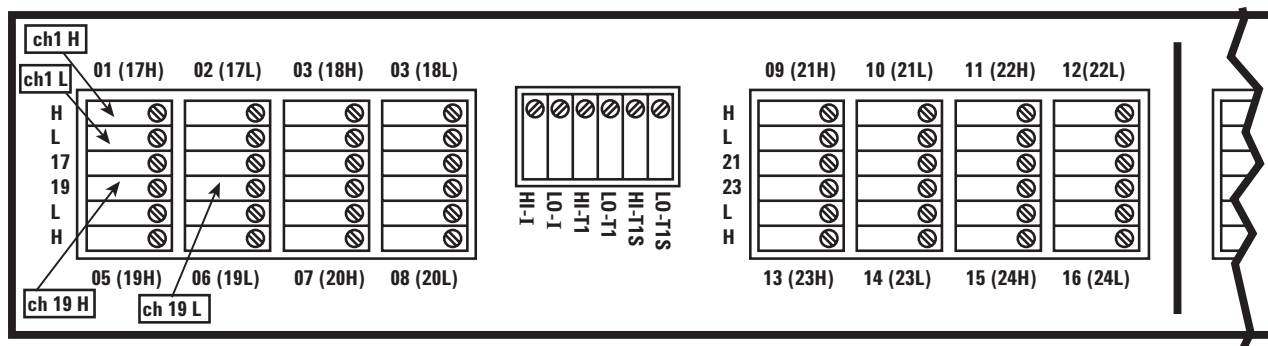 ch1 H
ch1 L
01 (17H) 02 (17L) 03 (18H) 03 (18L)
H
L
17
19
L
H
05 (19H) 06 (19L) 07 (20H) 08 (20L)
ch 19 H
ch 19 L
HI-I
LO-I
HI-T1
LO-T1
HI-T1S
LO-T1S
09 (21H) 10 (21L) 11 (22H) 12(22L)
H
L
21
23
L
H
13 (23H) 14 (23L) 15 (24H) 16 (24L)